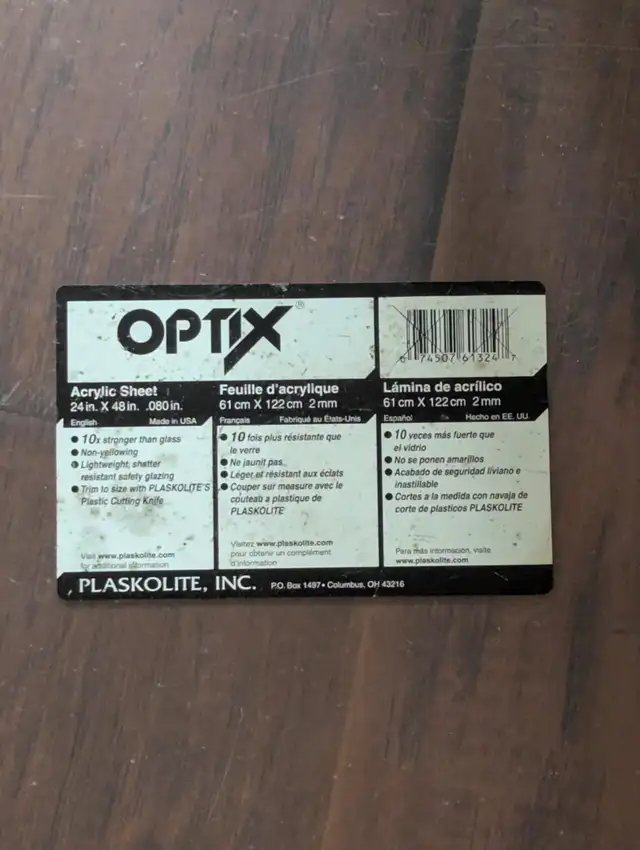 OPTIX®
6 74507 61324 7
Acrylic Sheet
24 in. X 48 in. .080 in.
English Made in USA
● 10x stronger than glass
● Non-yellowing
● Lightweight, shatter
resistant safety glazing
● Trim to size with PLASKOLITE'S
Plastic Cutting Knife
Visit www.plaskolite.com
for additional information
Feuille d'acrylique
61 cm X 122 cm 2 mm
Français Fabriqué au États-Unis
● 10 fois plus résistante que
le verre
● Ne jaunit pas
● Léger et résistant aux éclats
● Couper sur measure avec le
couteab a plastique de
PLASKOLITE
Visitez www.plaskolite.com
pour obtenir un complément
d'information
Lámina de acrílico
61 cm X 122 cm 2 mm
Español Hecho en EE. UU.
● 10 veces más fuerte que
el vidrio
● No se ponen amarillos
● Acabado de seguridad liviano e
inastillable
● Cortes a la medida con navaja de
corte de plasticos PLASKOLITE
Para más información, visite
www.plaskolite.com
PLASKOLITE, INC. P.O. Box 1497 • Columbus, OH 43216